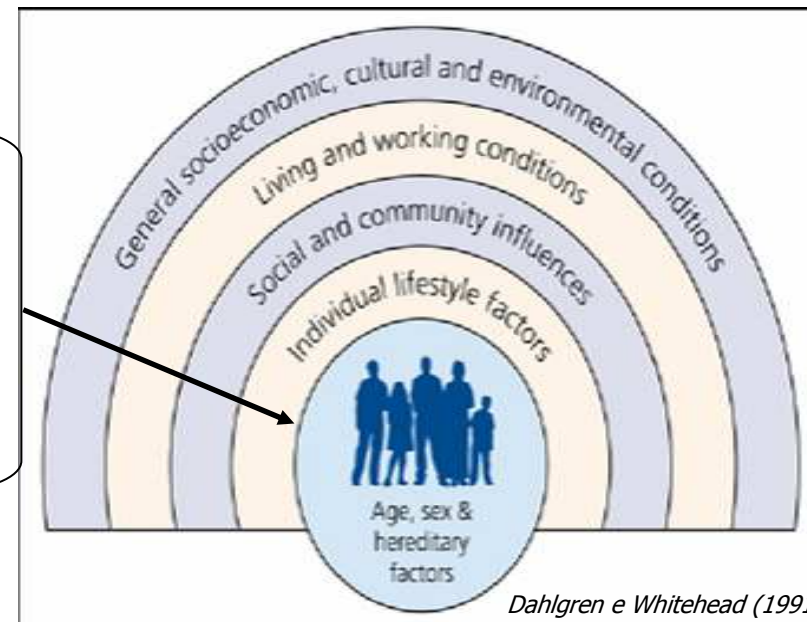 General socioeconomic, cultural and environmental conditions
Living and working conditions
Social and community influences
Individual lifestyle factors
Age, sex &
hereditary
factors
Dahlgren e Whitehead (1991